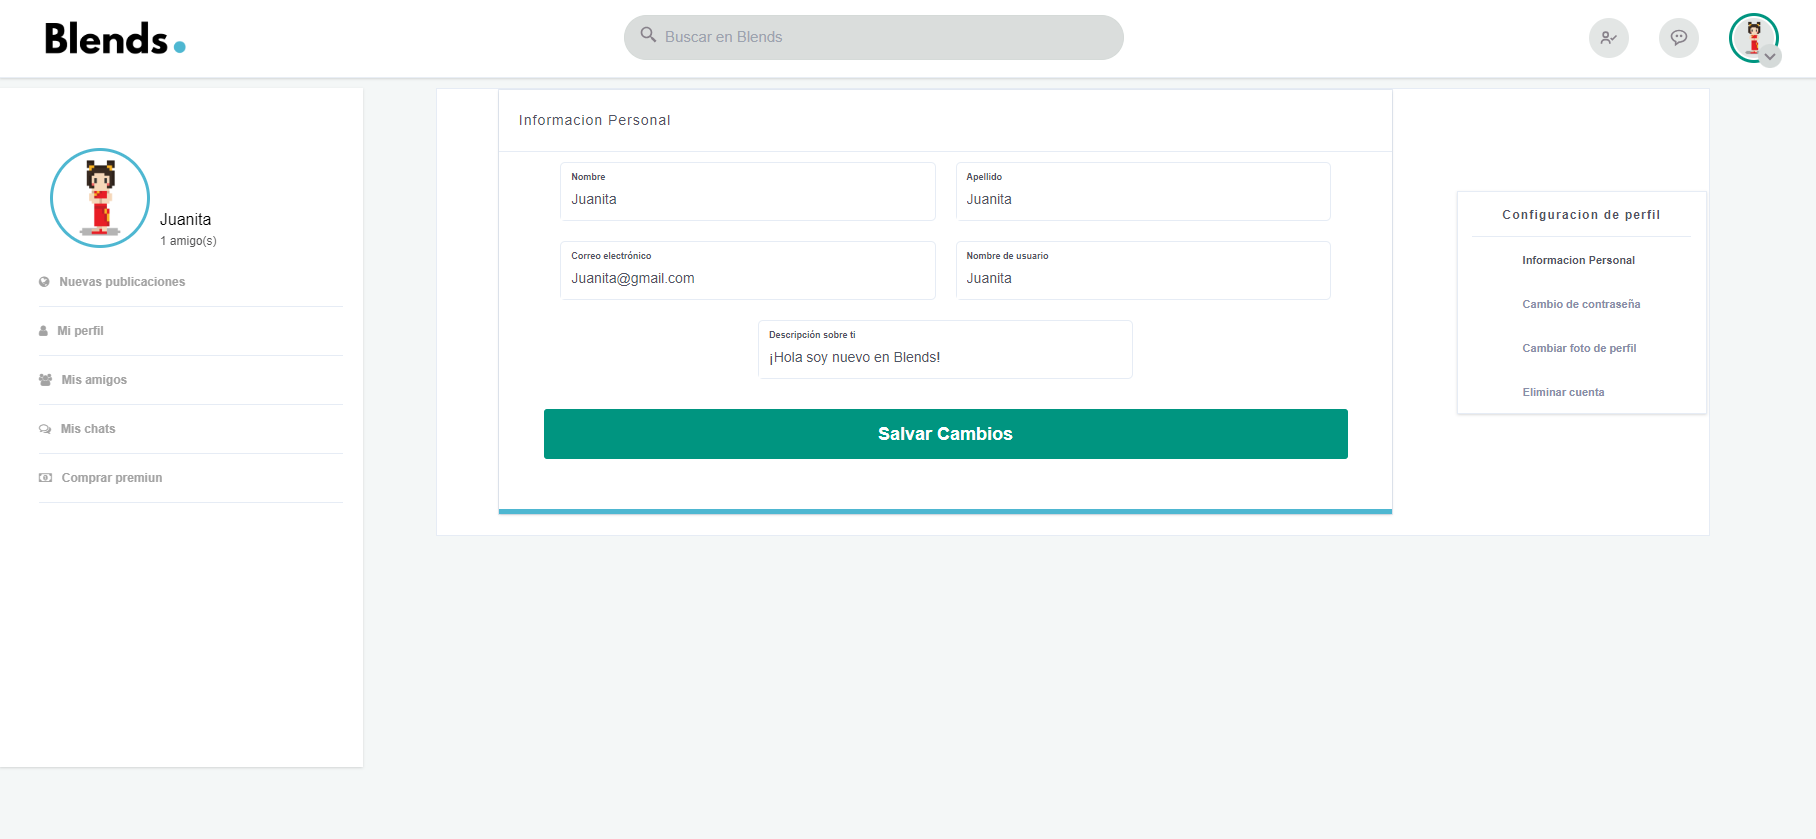 Blends.
Buscar en Blends
Juanita
1 amigo(s)
Nuevas publicaciones
Mi perfil
Mis amigos
Mis chats
Comprar premiun
Informacion Personal
Nombre
Juanita
Apellido
Juanita
Correo electrónico
Juanita@gmail.com
Nombre de usuario
Juanita
Descripción sobre ti
¡Hola soy nuevo en Blends!
Salvar Cambios
Configuracion de perfil
Informacion Personal
Cambio de contraseña
Cambiar foto de perfil
Eliminar cuenta